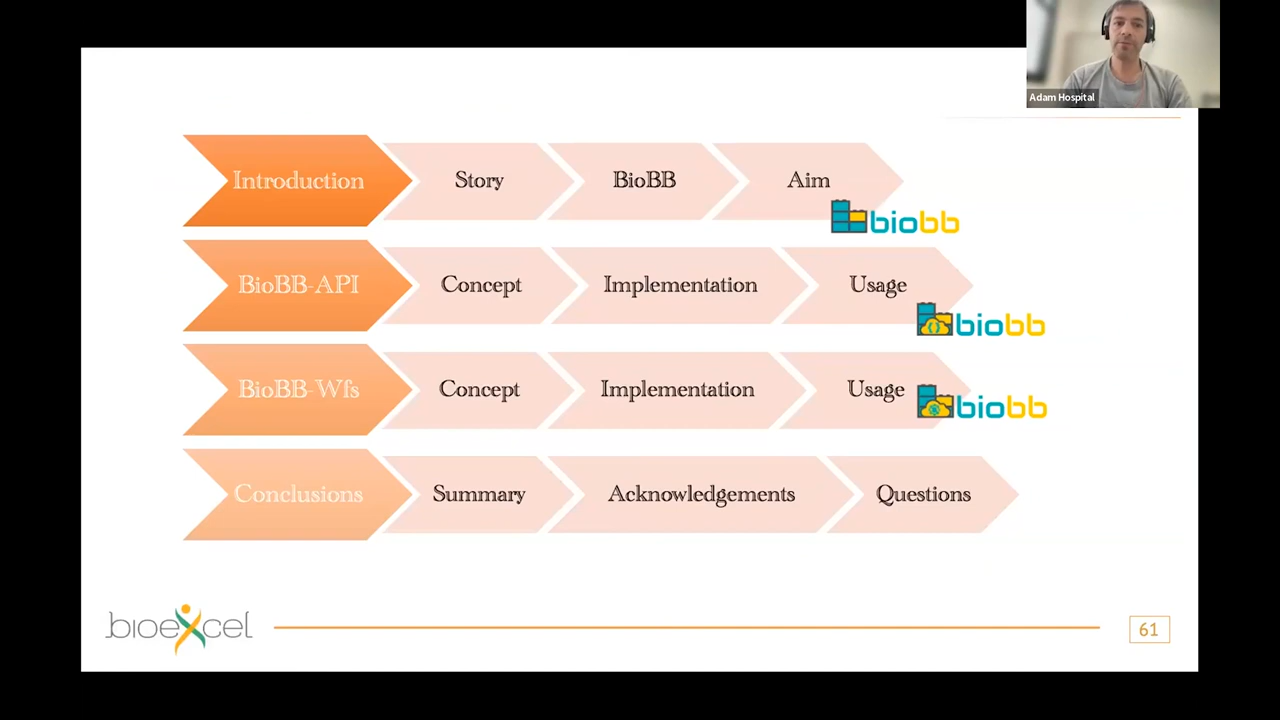 Adam Hospital
Introduction Story BioBB Aim
biobb
BioBB-API Concept Implementation Usage
biobb
BioBB-Wfs Concept Implementation Usage
biobb
Conclusions Summary Acknowledgements Questions
bioexcel
61